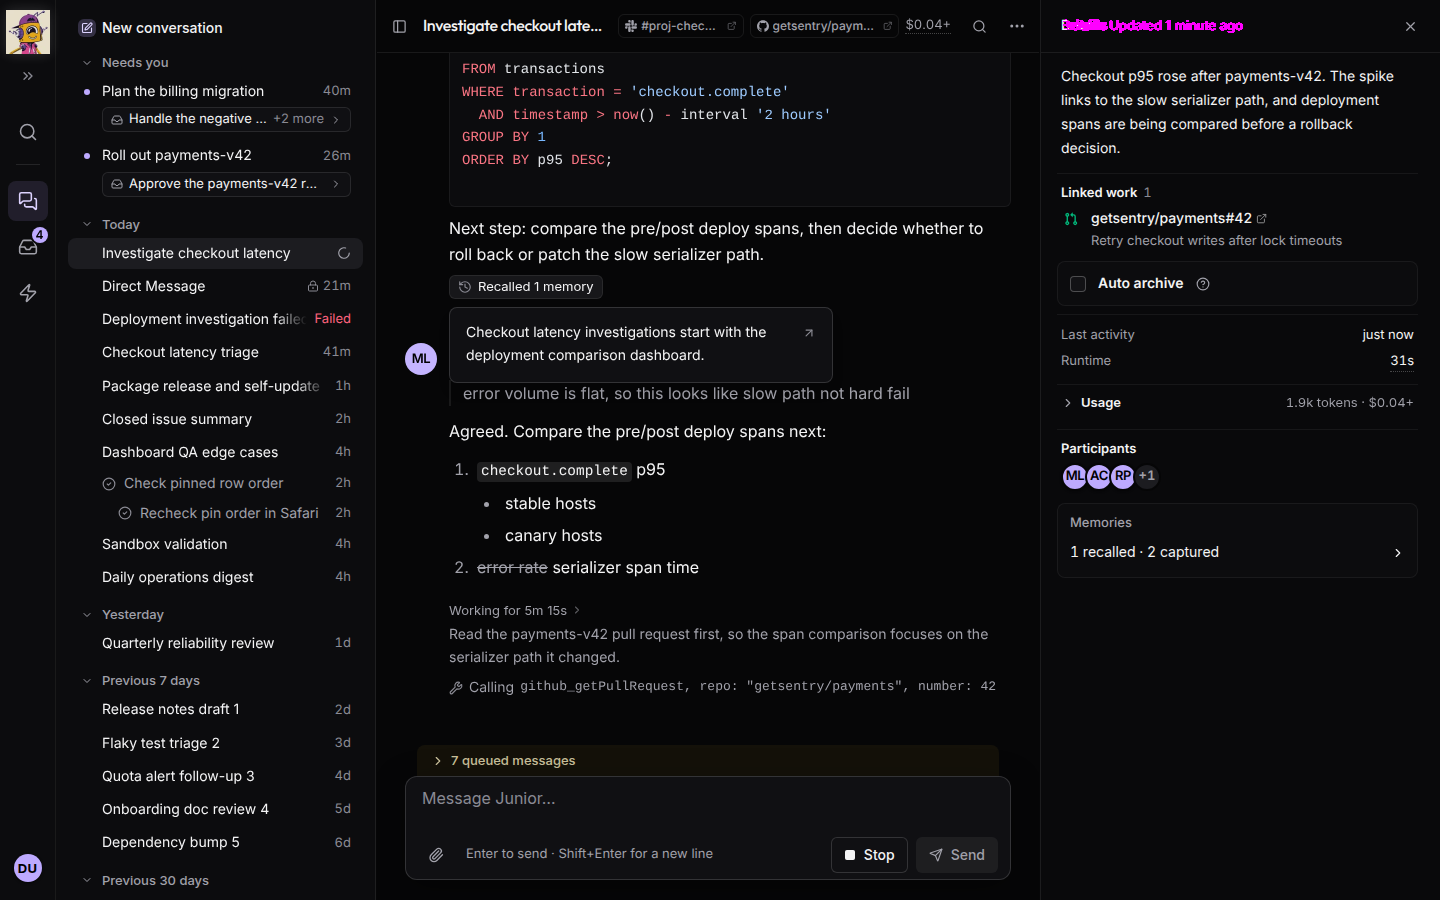 New conversation
Needs you
Plan the billing migration 40m
Handle the negative ... +2 more
Roll out payments-v42 26m
Approve the payments-v42 r...
Today
Investigate checkout latency
Direct Message 21m
Deployment investigation failed Failed
Checkout latency triage 41m
Package release and self-update 1h
Closed issue summary 2h
Dashboard QA edge cases 4h
Check pinned row order 2h
Recheck pin order in Safari 2h
Sandbox validation 4h
Daily operations digest 4h
Yesterday
Quarterly reliability review 1d
Previous 7 days
Release notes draft 1 2d
Flaky test triage 2 3d
Quota alert follow-up 3 4d
Onboarding doc review 4 5d
Dependency bump 5 6d
Previous 30 days
4
DU
Investigate checkout late... #proj-chec... getsentry/paym... $0.04+
FROM transactions
WHERE transaction = 'checkout.complete'
AND timestamp > now() - interval '2 hours'
GROUP BY 1
ORDER BY p95 DESC;
Next step: compare the pre/post deploy spans, then decide whether to
roll back or patch the slow serializer path.
Recalled 1 memory
Checkout latency investigations start with the
deployment comparison dashboard.
ML
error volume is flat, so this looks like slow path not hard fail
Agreed. Compare the pre/post deploy spans next:
1. checkout.complete p95
• stable hosts
• canary hosts
2. error rate serializer span time
Working for 5m 15s
Read the payments-v42 pull request first, so the span comparison focuses on the
serializer path it changed.
Calling github_getPullRequest, repo: "getsentry/payments", number: 42
7 queued messages
Message Junior...
Enter to send · Shift+Enter for a new line
Stop
Send
Updated 1 minute ago
Checkout p95 rose after payments-v42. The spike
links to the slow serializer path, and deployment
spans are being compared before a rollback
decision.
Linked work 1
getsentry/payments#42
Retry checkout writes after lock timeouts
Auto archive
Last activity just now
Runtime 31s
Usage 1.9k tokens · $0.04+
Participants
ML AC RP +1
Memories
1 recalled · 2 captured